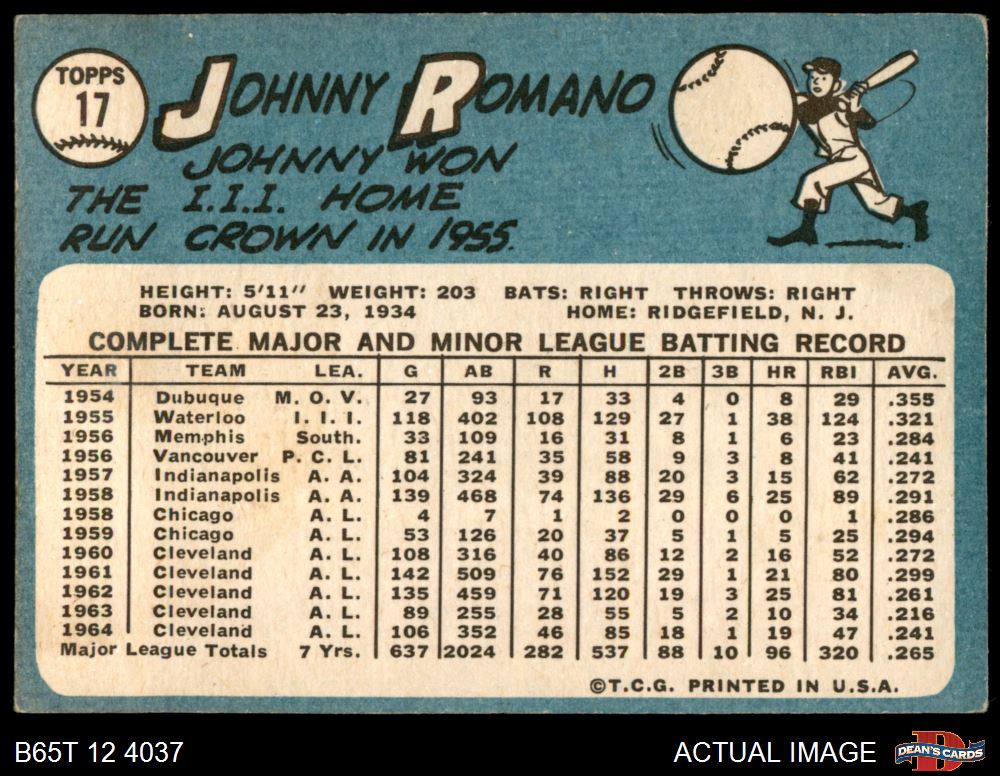 TOPPS
17
JOHNNY ROMANO
JOHNNY WON
THE I.I.I. HOME
RUN CROWN IN 1955.
HEIGHT: 5'11" WEIGHT: 203 BATS: RIGHT THROWS: RIGHT
BORN: AUGUST 23, 1934 HOME: RIDGEFIELD, N. J.
COMPLETE MAJOR AND MINOR LEAGUE BATTING RECORD
YEAR TEAM LEA. G AB R H 2B 3B HR RBI AVG.
1954 Dubuque M. O. V. 27 93 17 33 4 0 8 29 .355
1955 Waterloo I. I. I. 118 402 108 129 27 1 38 124 .321
1956 Memphis South. 33 109 16 31 8 1 6 23 .284
1956 Vancouver P. C. L. 81 241 35 58 9 3 8 41 .241
1957 Indianapolis A. A. 104 324 39 88 20 3 15 62 .272
1958 Indianapolis A. A. 139 468 74 136 29 6 25 89 .291
1958 Chicago A. L. 4 7 1 2 0 0 0 1 .286
1959 Chicago A. L. 53 126 20 37 5 1 5 25 .294
1960 Cleveland A. L. 108 316 40 86 12 2 16 52 .272
1961 Cleveland A. L. 142 509 76 152 29 1 21 80 .299
1962 Cleveland A. L. 135 459 71 120 19 3 25 81 .261
1963 Cleveland A. L. 89 255 28 55 5 2 10 34 .216
1964 Cleveland A. L. 106 352 46 85 18 1 19 47 .241
Major League Totals 7 Yrs. 637 2024 282 537 88 10 96 320 .265
©T.C.G. PRINTED IN U.S.A.
B65T 12 4037
ACTUAL IMAGE
DEAN'S CARDS